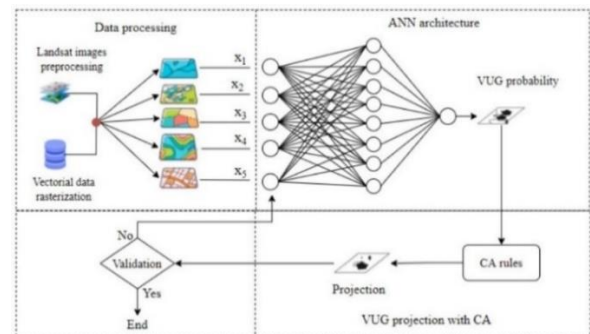 Data processing
ANN architecture
Landsat images
preprocessing
Vectorial data
rasterization
x1
x2
x3
x4
x5
VUG probability
No
Validation
Yes
End
Projection
CA rules
VUG projection with CA